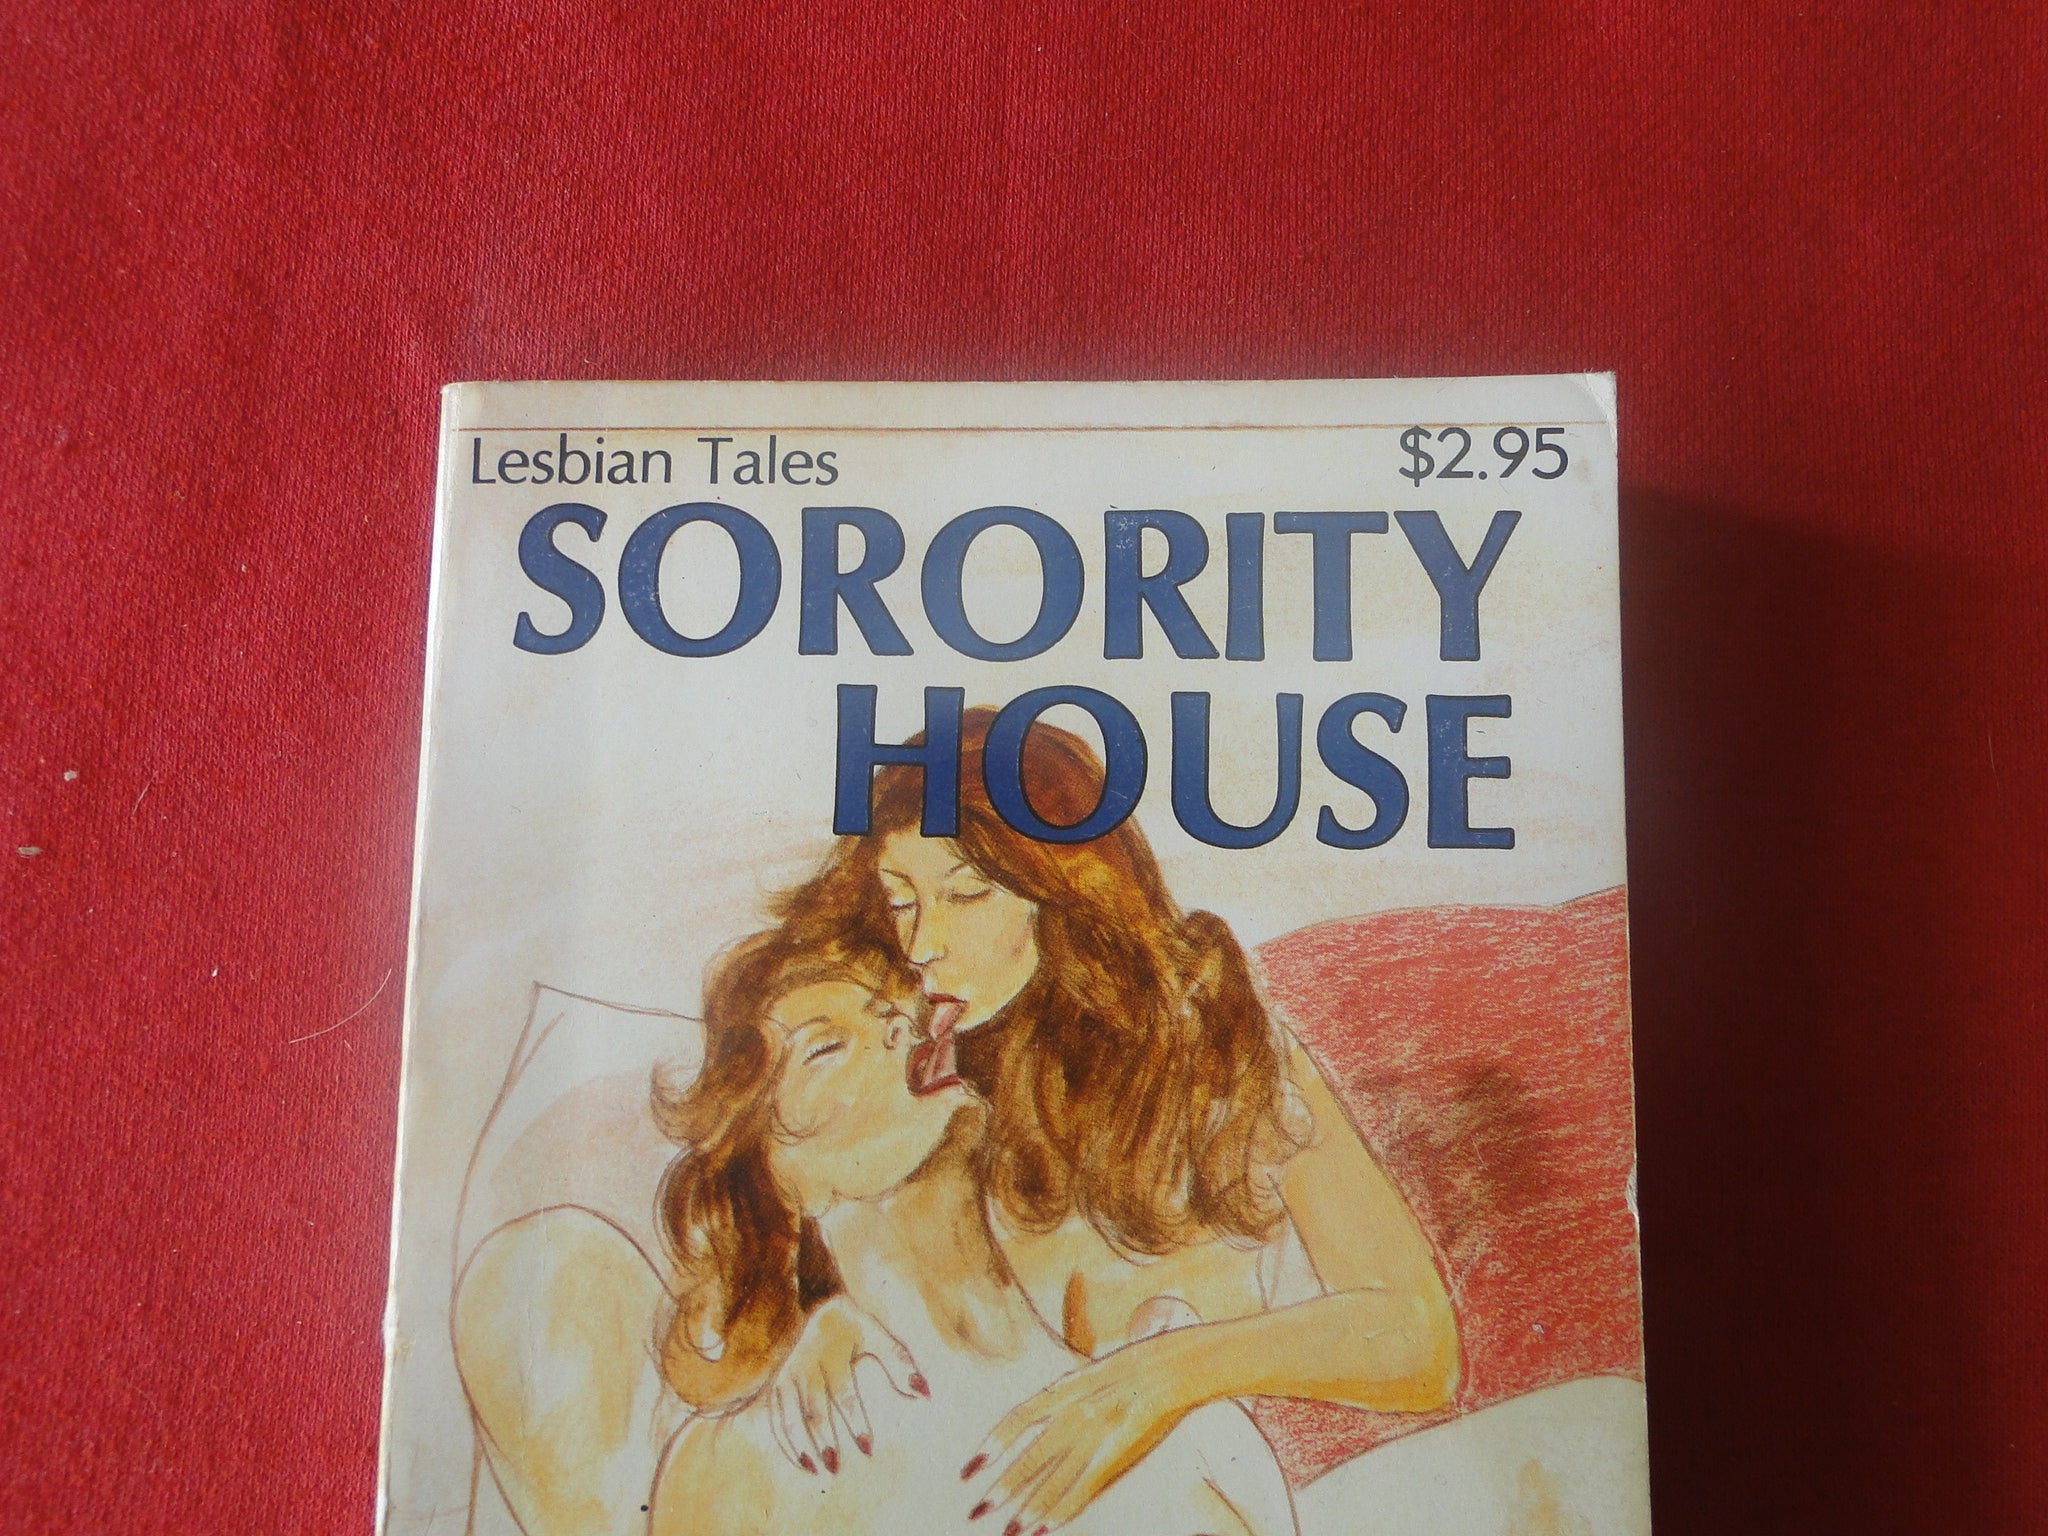 Lesbian Tales $2.95
SORORITY
HOUSE